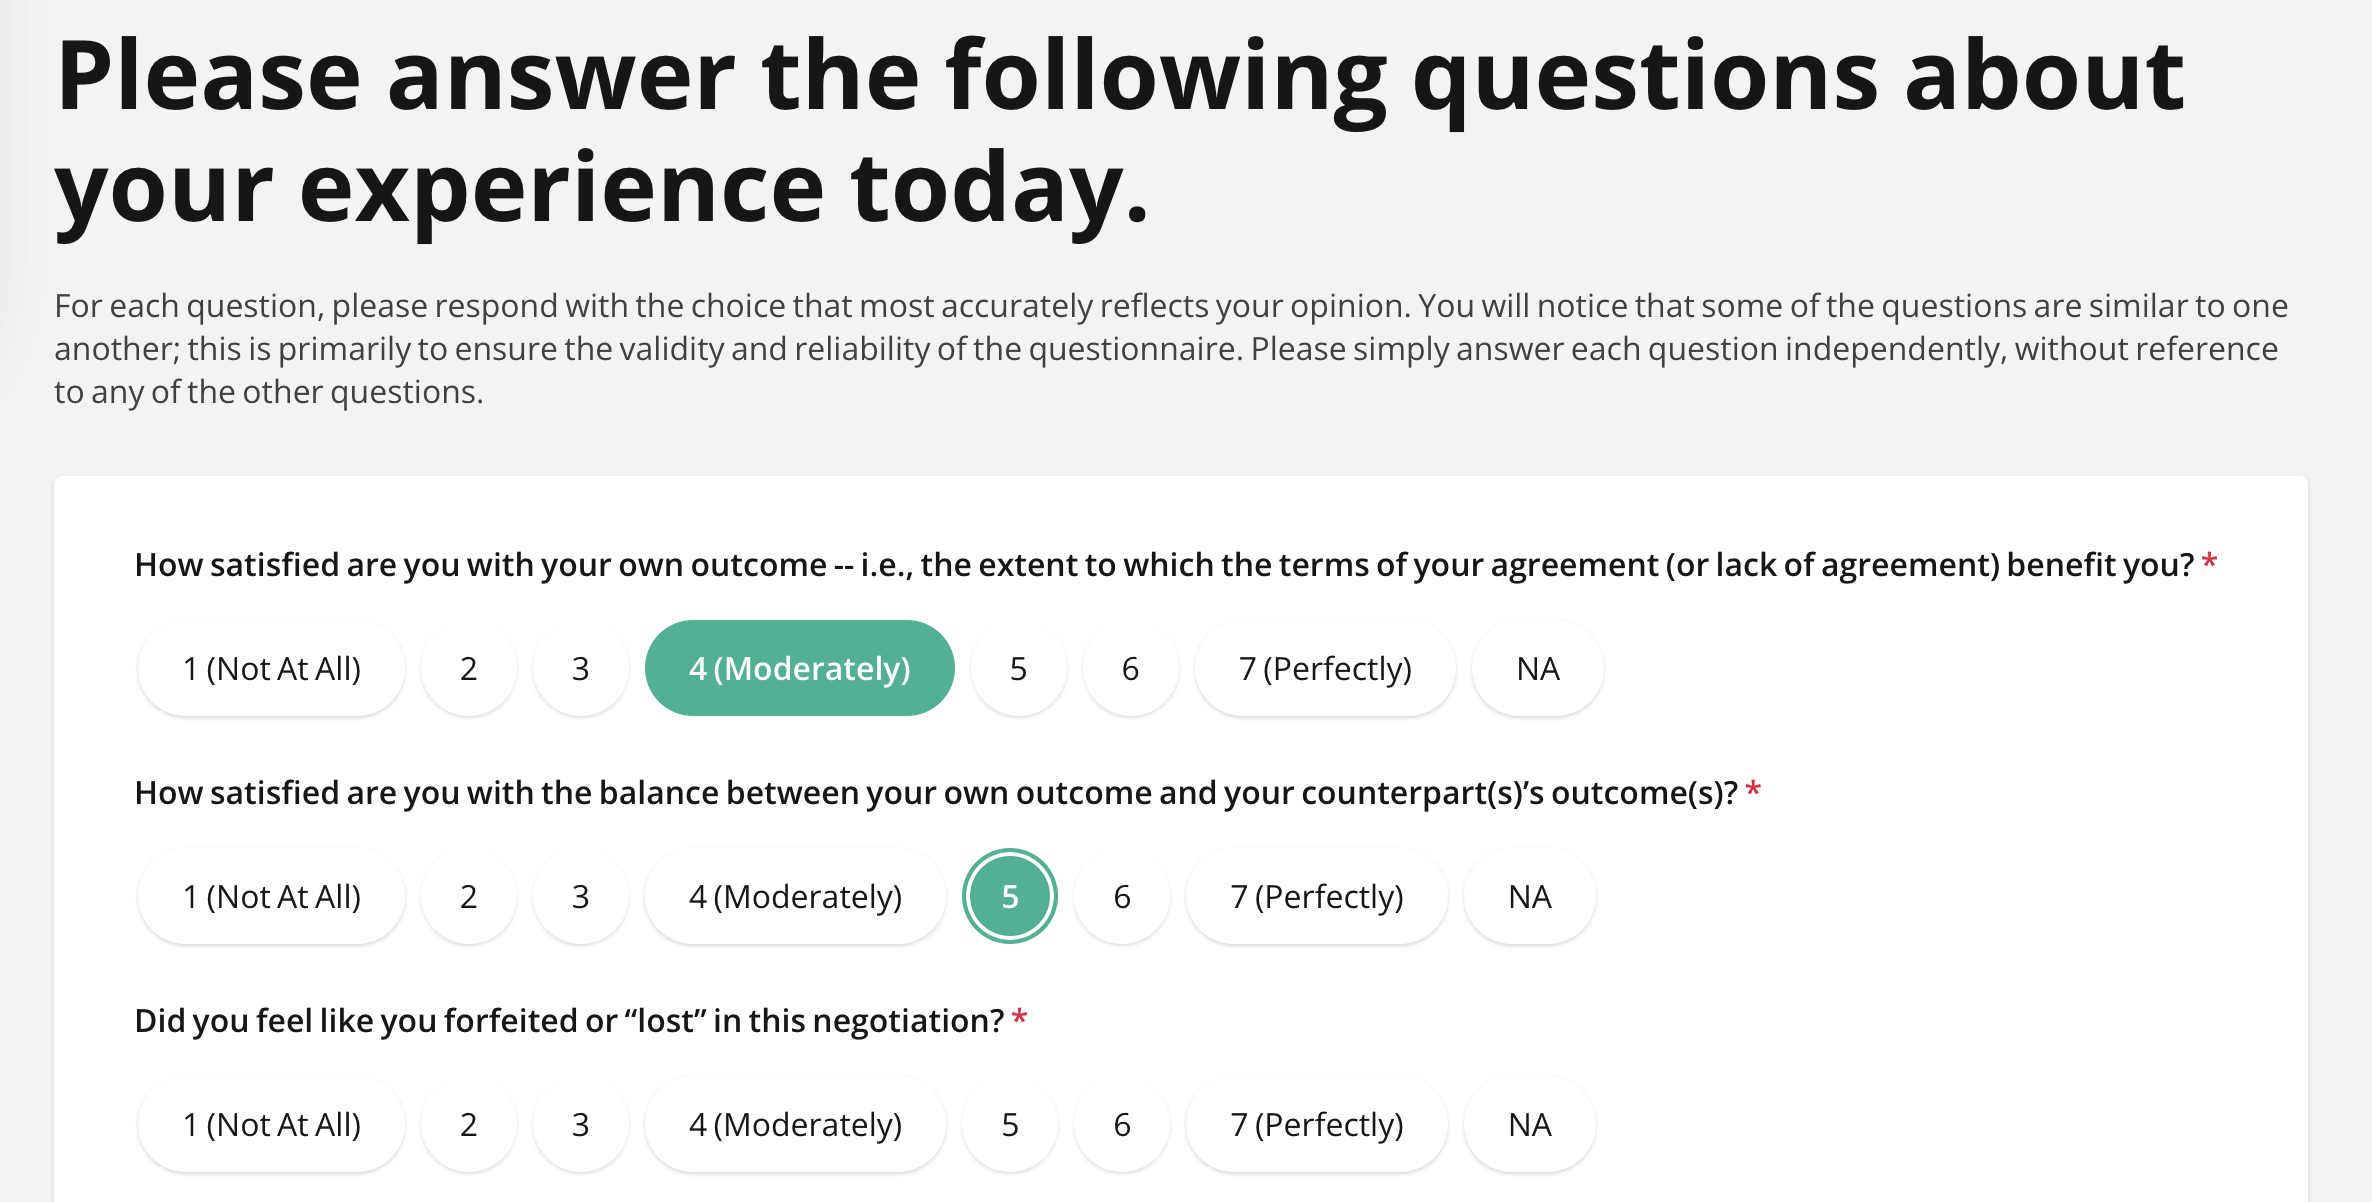 Please answer the following questions about
your experience today.
For each question, please respond with the choice that most accurately reflects your opinion. You will notice that some of the questions are similar to one
another; this is primarily to ensure the validity and reliability of the questionnaire. Please simply answer each question independently, without reference
to any of the other questions.
How satisfied are you with your own outcome -- i.e., the extent to which the terms of your agreement (or lack of agreement) benefit you? *
1 (Not At All) 2 3 4 (Moderately) 5 6 7 (Perfectly) NA
How satisfied are you with the balance between your own outcome and your counterpart(s)’s outcome(s)? *
1 (Not At All) 2 3 4 (Moderately) 5 6 7 (Perfectly) NA
Did you feel like you forfeited or “lost” in this negotiation? *
1 (Not At All) 2 3 4 (Moderately) 5 6 7 (Perfectly) NA